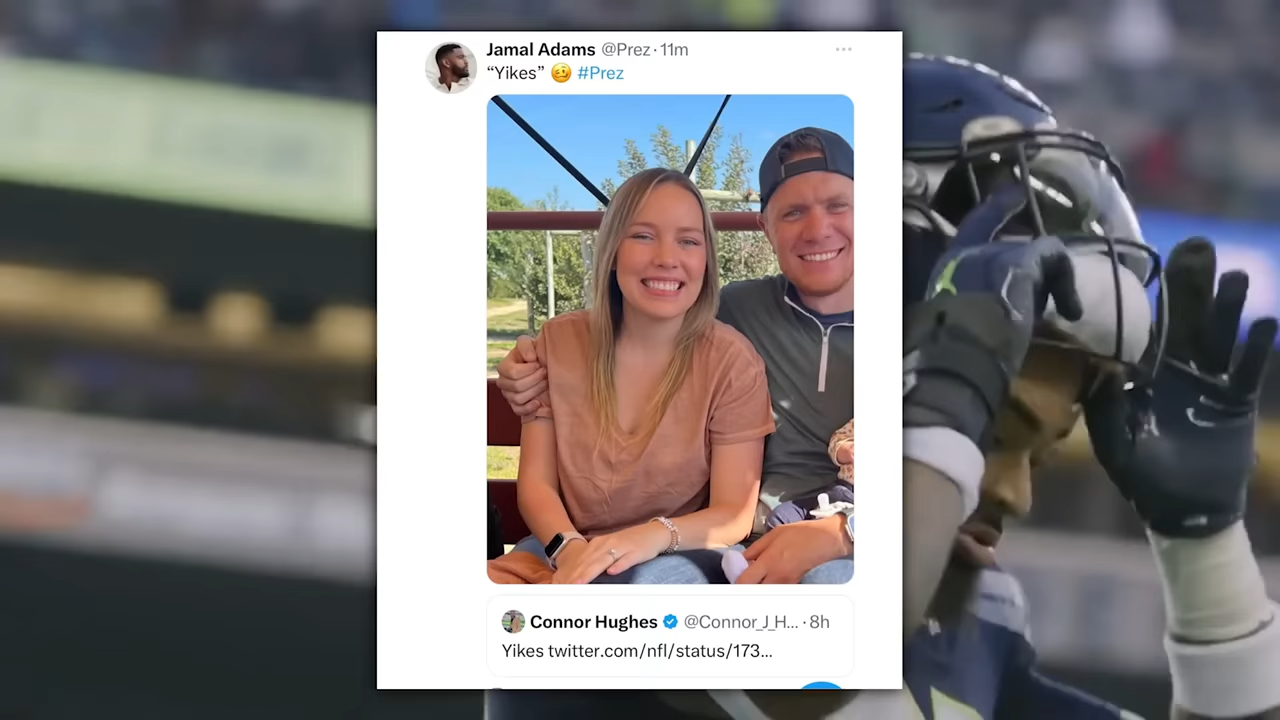 Jamal Adams @Prez · 11m
“Yikes” 🥴 #Prez
Connor Hughes @Connor_J_H... · 8h
Yikes twitter.com/nfl/status/173...